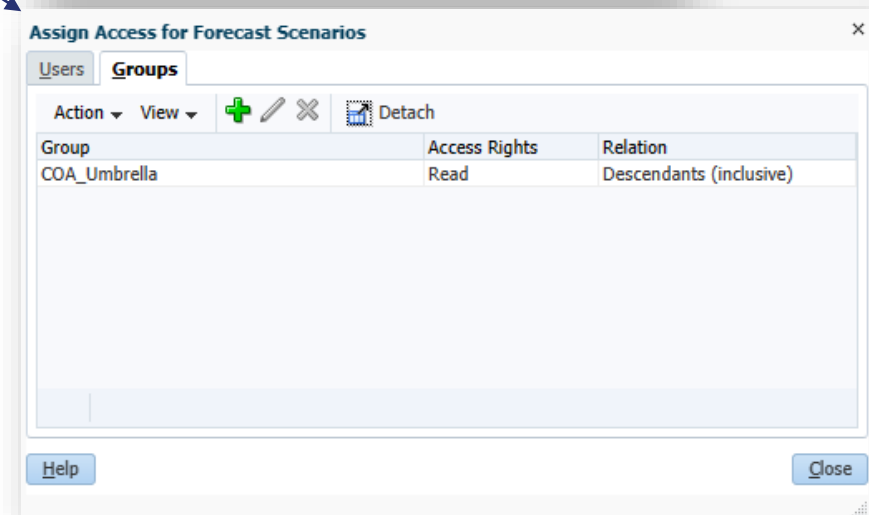 Assign Access for Forecast Scenarios
Users Groups
Action View Detach
Group Access Rights Relation
COA_Umbrella Read Descendants (inclusive)
Help Close